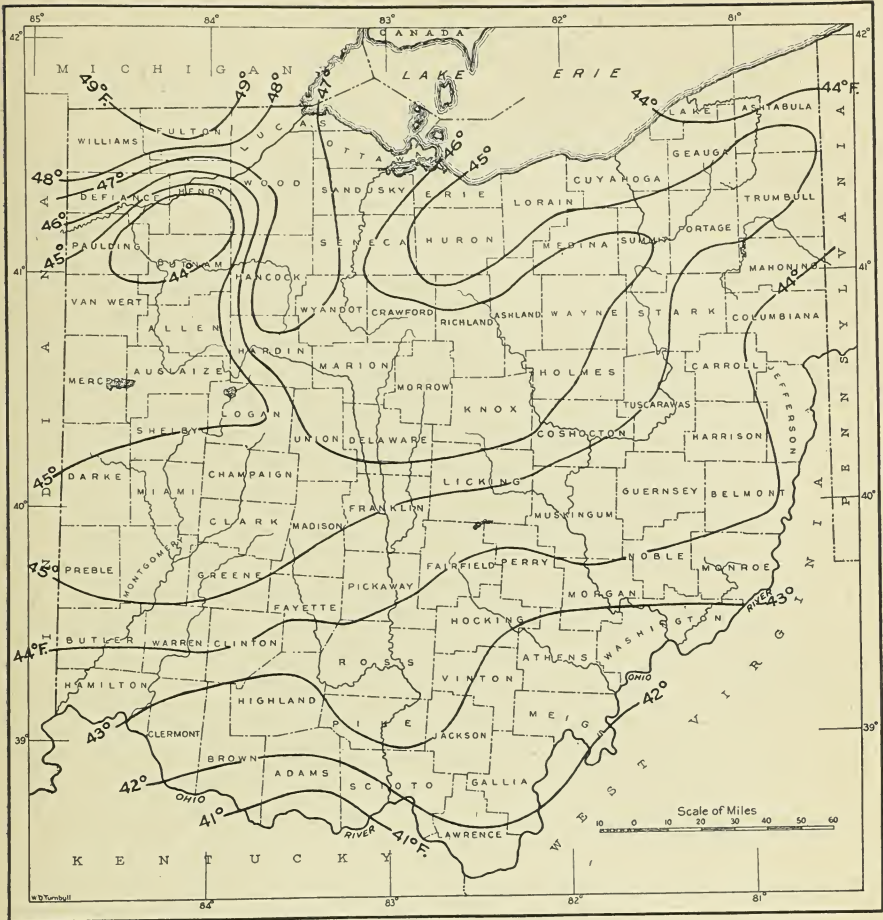 85° 84° 83° 82° 81°
42° 42°
CANADA
MICHIGAN
LAKE ERIE
49°F. 49° 48° 47°
44° 44°F.
LAKE ASHTABULA
FULTON
LUCAS
WILLIAMS
OTTAWA
46°
45°
GEAUGA
48° 47°
CUYAHOGA
DEFIANCE HENRY WOOD SANDUSKY ERIE LORAIN TRUMBULL
46°
PORTAGE
45° PAULDING SENECA HURON MEDINA SUMMIT
41° PUTNAM 41°
44° HANCOCK MAHONING
44°
VAN WERT WYANDOT CRAWFORD RICHLAND ASHLAND WAYNE STARK COLUMBIANA
ALLEN
HARDIN
MARION CARROLL
MERCER AUGLAIZE HOLMES JEFFERSON
MORROW
KNOX TUSCARAWAS
LOGAN
SHELBY UNION DELAWARE COSHOCTON HARRISON
45° DARKE CHAMPAIGN LICKING
MIAMI GUERNSEY BELMONT
40° 40°
FRANKLIN
CLARK MADISON MUSKINGUM
NOBLE
45° PREBLE MONTGOMERY FAIRFIELD PERRY MONROE
GREENE PICKAWAY
MORGAN
FAYETTE 43°
RIVER
HOCKING
44°F. BUTLER WARREN CLINTON WASHINGTON
ROSS ATHENS
HAMILTON VINTON OHIO
HIGHLAND 42°
MEIG
43° CLERMONT PIKE
39° JACKSON 39°
BROWN
42° ADAMS SCIOTO GALLIA
OHIO
41° Scale of Miles
10 0 10 20 30 40 50 60
RIVER 41°F. LAWRENCE
KENTUCKY
INDIANA
PENNSYLVANIA
WEST VIRGINIA
W D Turnbull
84° 83° 82° 81°